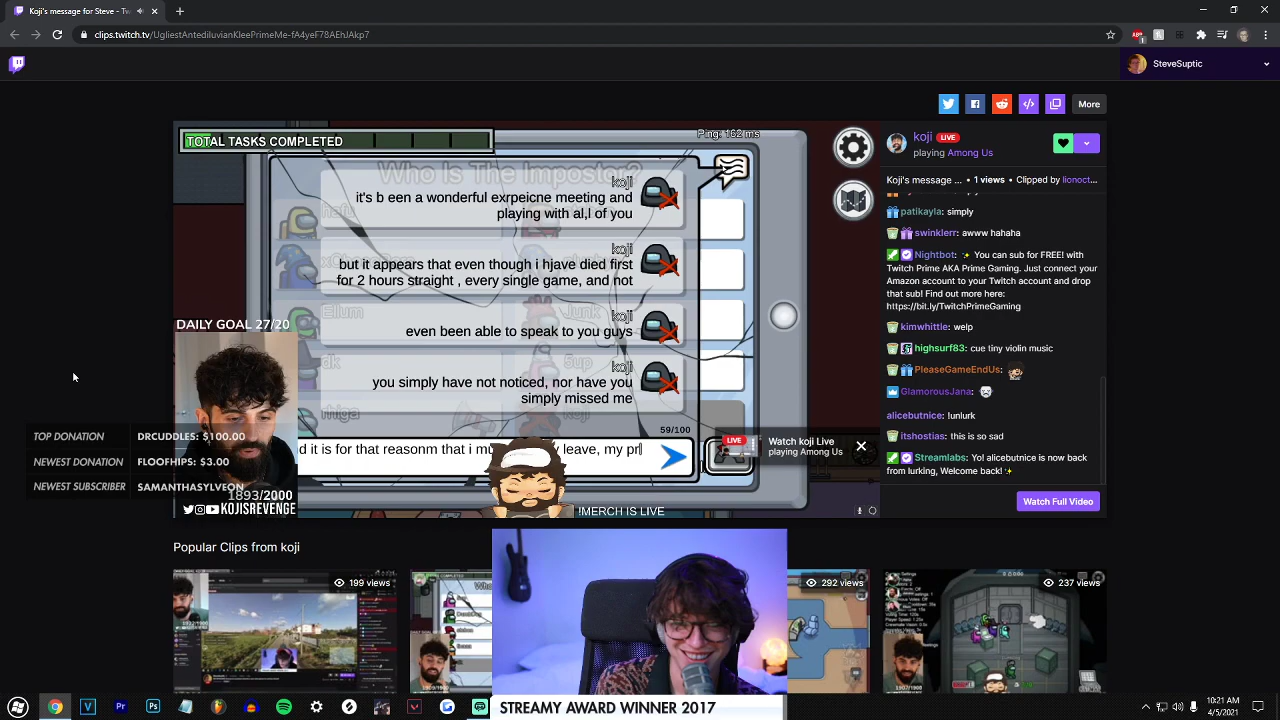 Koji's message for Steve - Tw
clips.twitch.tv/UgliestAntediluvianKleePrimeMe-fA4yeF78AEhJAkp7
SteveSuptic
More
TOTAL TASKS COMPLETED
Ping: 162 ms
Who Is The Impostor?
koji
it's b een a wonderful exrpeicne meeting and
playing with al,l of you
koji
but it appears that even though i hjave died first
for 2 hours straight , every single game, and not
Ellum
Junk
koji
even been able to speak to you guys
dk
5up
koji
you simply have not noticed, nor have you
simply missed me
rhiga
koji
59/100
d it is for that reasonm that i mu
leave, my pr
DAILY GOAL 27/20
TOP DONATION
DRCUDDLES: $100.00
NEWEST DONATION
FLOOFHIPS: $3.00
NEWEST SUBSCRIBER
SAMANTHASYLVEON
1893/2000
KOJISREVENGE
!MERCH IS LIVE
LIVE
Watch koji Live
playing Among Us
koji LIVE
playing Among Us
Koji's message ... • 1 views • Clipped by lionoct...
patikayla: simply
swinklerr: awww hahaha
Nightbot: ✨ You can sub for FREE! with
Twitch Prime AKA Prime Gaming. Just connect your
Amazon account to your Twitch account and drop
that sub! Find out more here:
https://bit.ly/TwitchPrimeGaming
kimwhittle: welp
highsurf83: cue tiny violin music
PleaseGameEndUs:
GlamorousJana: 💀
alicebutnice: !unlurk
itshostias: this is so sad
Streamlabs: Yo! alicebutnice is now back
from lurking, Welcome back! ✨
Watch Full Video
Popular Clips from koji
199 views
292 views
237 views
STREAMY AWARD WINNER 2017
10:21 AM
4/5/2021